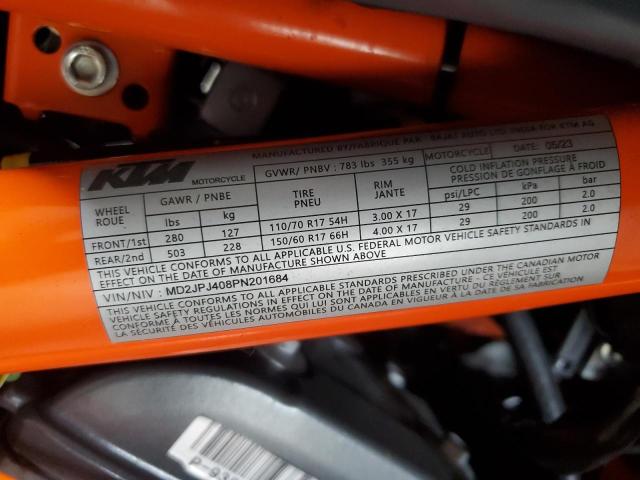 MANUFACTURED BY/FABRIQUE PAR BAJAJ AUTO LTD INDIA FOR KTM AG
KTM MOTORCYCLE GVWR/ PNBV : 783 lbs 355 kg MOTORCYCLE DATE: 05/23
WHEEL ROUE GAWR / PNBE TIRE PNEU RIM JANTE COLD INFLATION PRESSURE
PRESSION DE GONFLAGE A FROID
lbs kg psi/LPC kPa bar
FRONT/1st 280 127 110/70 R17 54H 3.00 X 17 29 200 2.0
REAR/2nd 503 228 150/60 R17 66H 4.00 X 17 29 200 2.0
THIS VEHICLE CONFORMS TO ALL APPLICABLE U.S. FEDERAL MOTOR VEHICLE SAFETY STANDARDS IN
EFFECT ON THE DATE OF MANUFACTURE SHOWN ABOVE
VIN/NIV : MD2JPJ408PN201684
THIS VEHICLE CONFORMS TO ALL APPLICABLE STANDARDS PRESCRIBED UNDER THE CANADIAN MOTOR
VEHICLE SAFETY REGULATIONS IN EFFECT ON THE DATE OF MANUFACTURE - CE VÉHICULE EST
CONFORME À TOUTES LES NORMES QUI LUI SONT APPLICABLES EN VERTU DU RÈGLEMENT SUR LA
SÉCURITÉ DES VÉHICULES AUTOMOBILES DU CANADA EN VIGUEUR À LA DATE DE SA FABRICATION